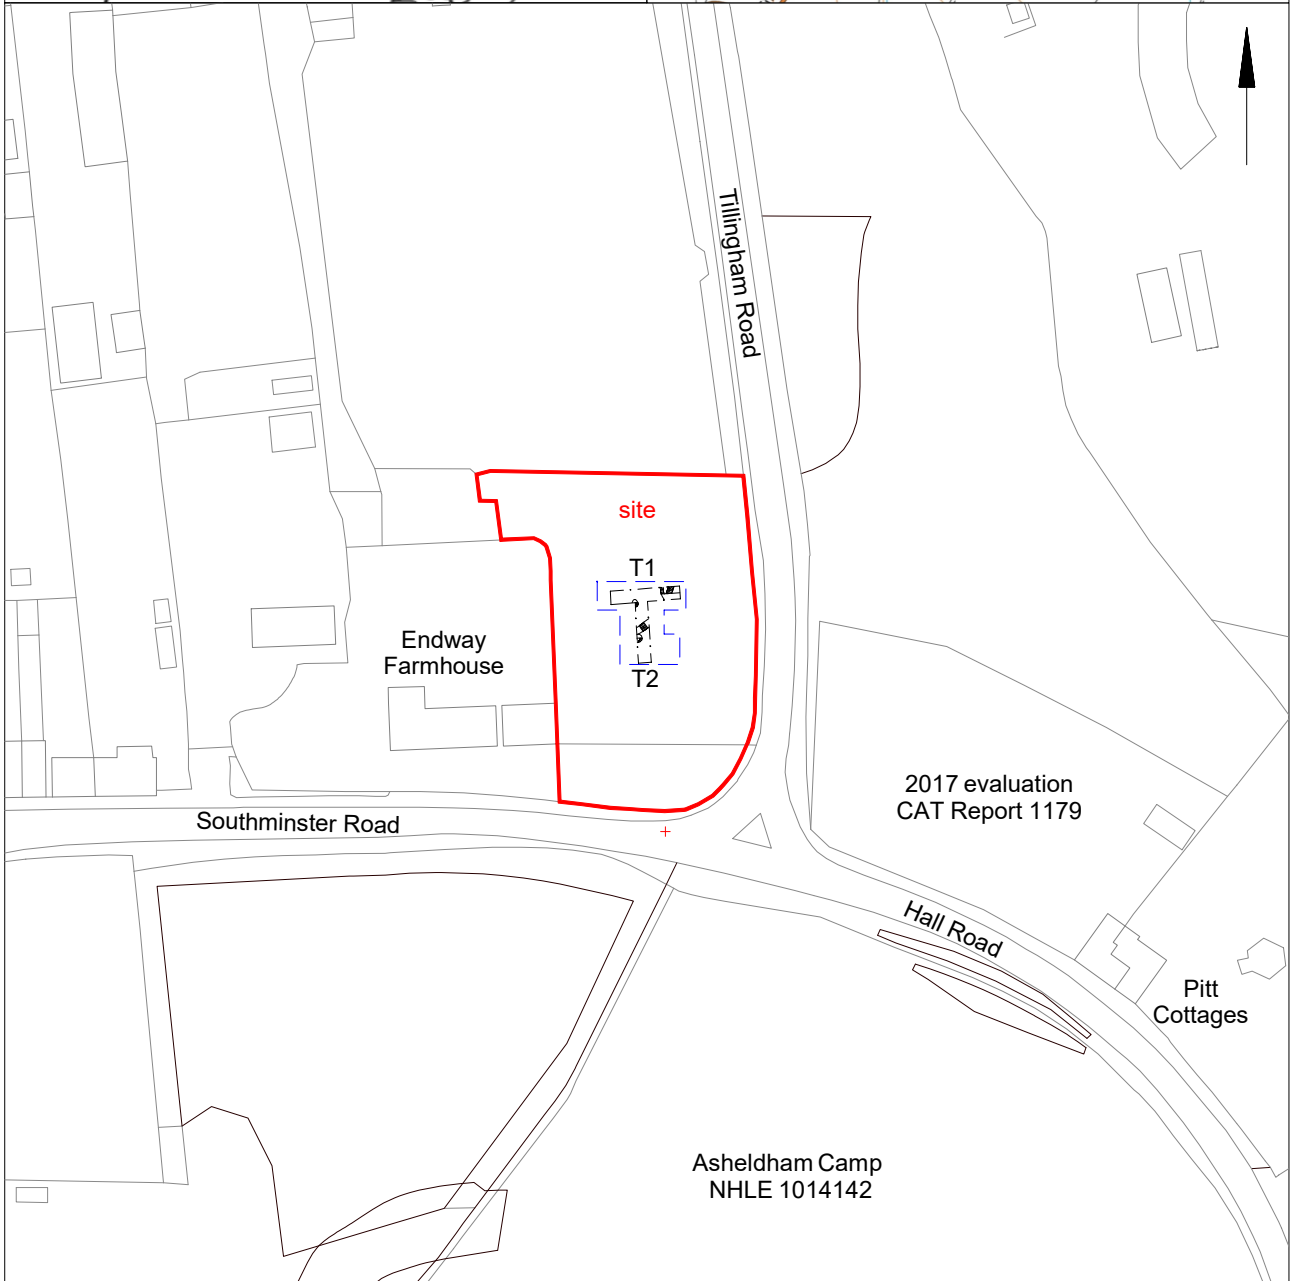 Tillingham Road
site
T1
Endway
Farmhouse
T2
2017 evaluation
CAT Report 1179
Southminster Road
Hall Road
Pitt
Cottages
Asheldham Camp
NHLE 1014142